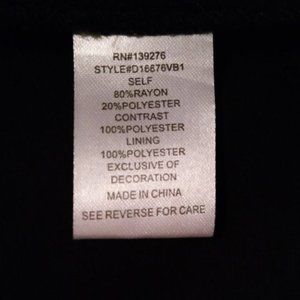 RN#139276
STYLE#D16676VB1
SELF
80%RAYON
20%POLYESTER
CONTRAST
100%POLYESTER
LINING
100%POLYESTER
EXCLUSIVE OF
DECORATION
MADE IN CHINA
SEE REVERSE FOR CARE